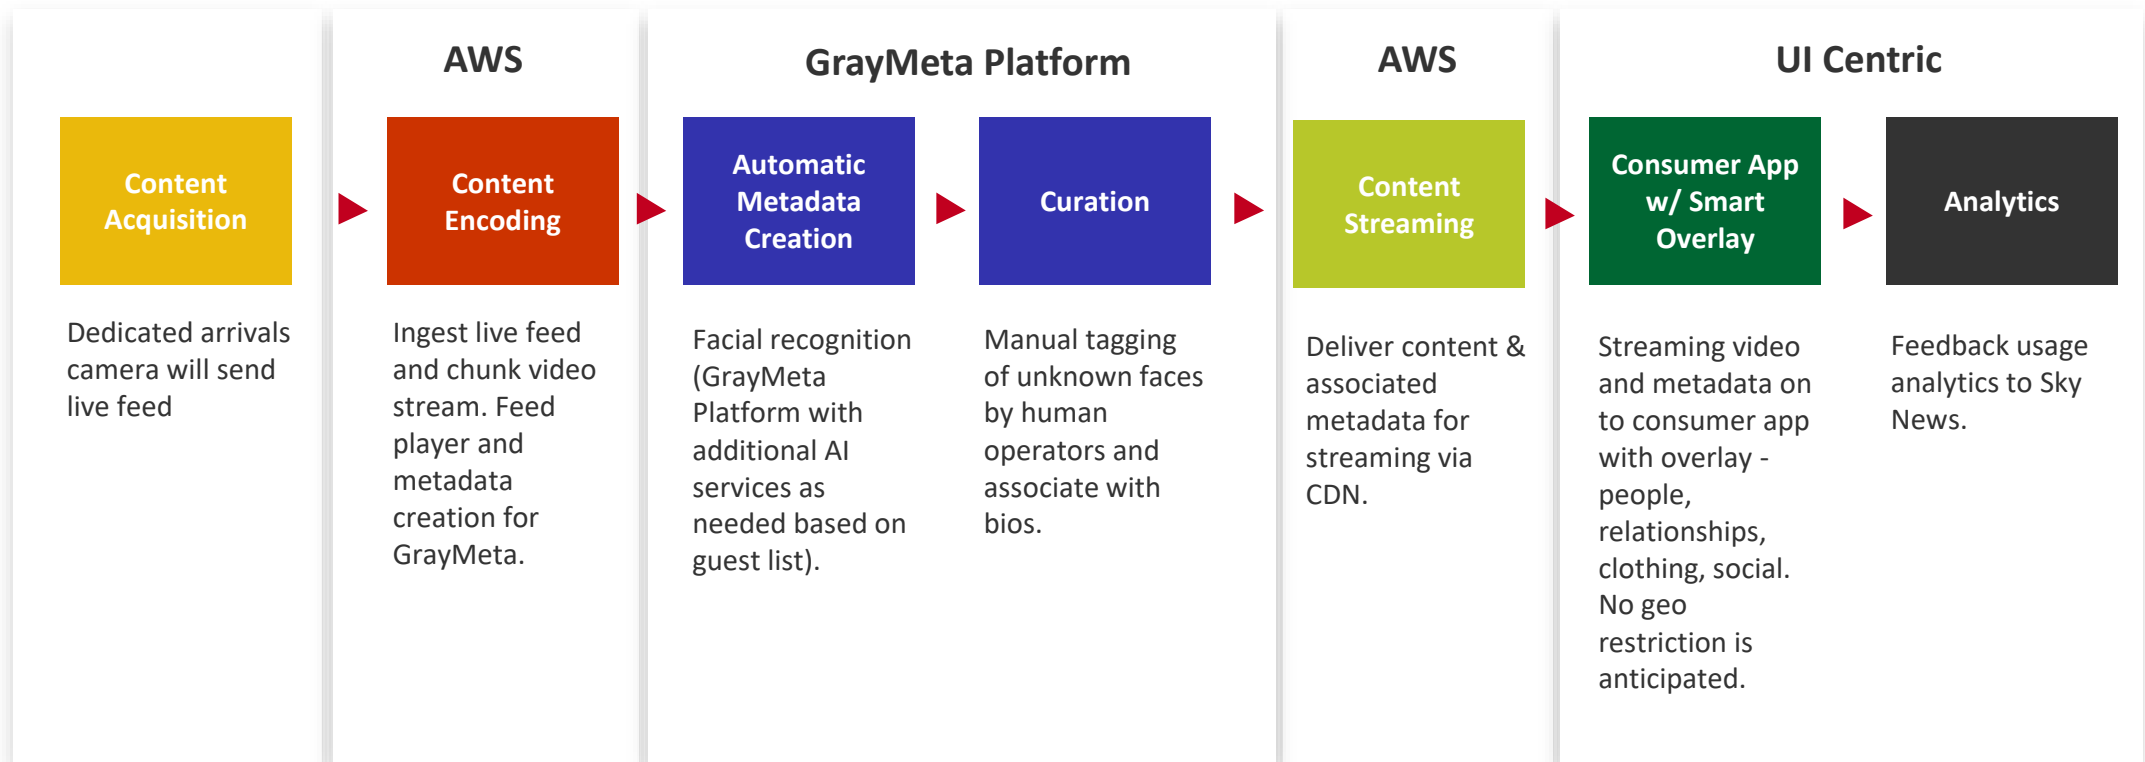 AWS
GrayMeta Platform
AWS
UI Centric
Content
Acquisition
Content
Encoding
Automatic
Metadata
Creation
Curation
Content
Streaming
Consumer App
w/ Smart
Overlay
Analytics
Dedicated arrivals
camera will send
live feed
Ingest live feed
and chunk video
stream. Feed
player and
metadata
creation for
GrayMeta.
Facial recognition
(GrayMeta
Platform with
additional AI
services as
needed based on
guest list).
Manual tagging
of unknown faces
by human
operators and
associate with
bios.
Deliver content &
associated
metadata for
streaming via
CDN.
Streaming video
and metadata on
to consumer app
with overlay -
people,
relationships,
clothing, social.
No geo
restriction is
anticipated.
Feedback usage
analytics to Sky
News.